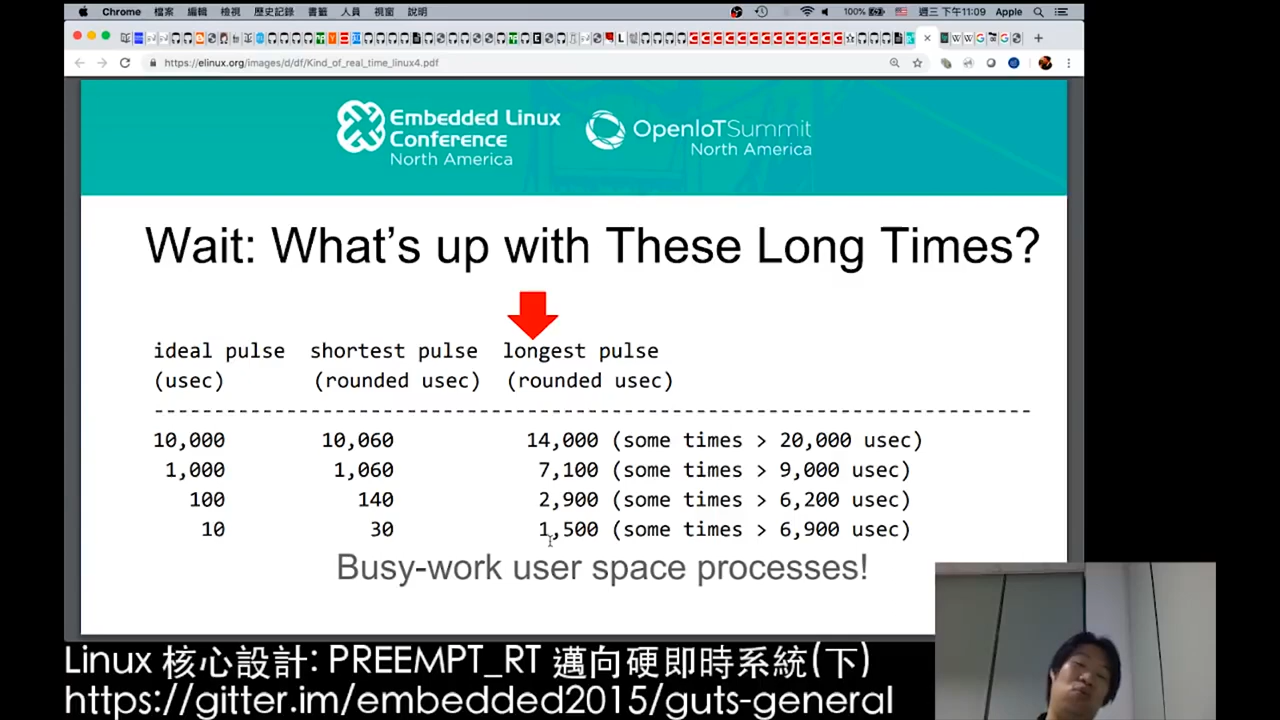 Chrome 檔案 編輯 檢視 歷史記錄 書籤 人員 視窗 說明 100% 週三 下午11:09 Apple
https://elinux.org/images/d/df/Kind_of_real_time_linux4.pdf
Embedded Linux
Conference
North America
OpenIoTSummit
North America
Wait: What's up with These Long Times?
ideal pulse shortest pulse longest pulse
(usec) (rounded usec) (rounded usec)
-------------------------------------------------------------------------
10,000 10,060 14,000 (some times > 20,000 usec)
1,000 1,060 7,100 (some times > 9,000 usec)
100 140 2,900 (some times > 6,200 usec)
10 30 1,500 (some times > 6,900 usec)
Busy-work user space processes!
Linux 核心設計: PREEMPT_RT 邁向硬即時系統(下)
https://gitter.im/embedded2015/guts-general